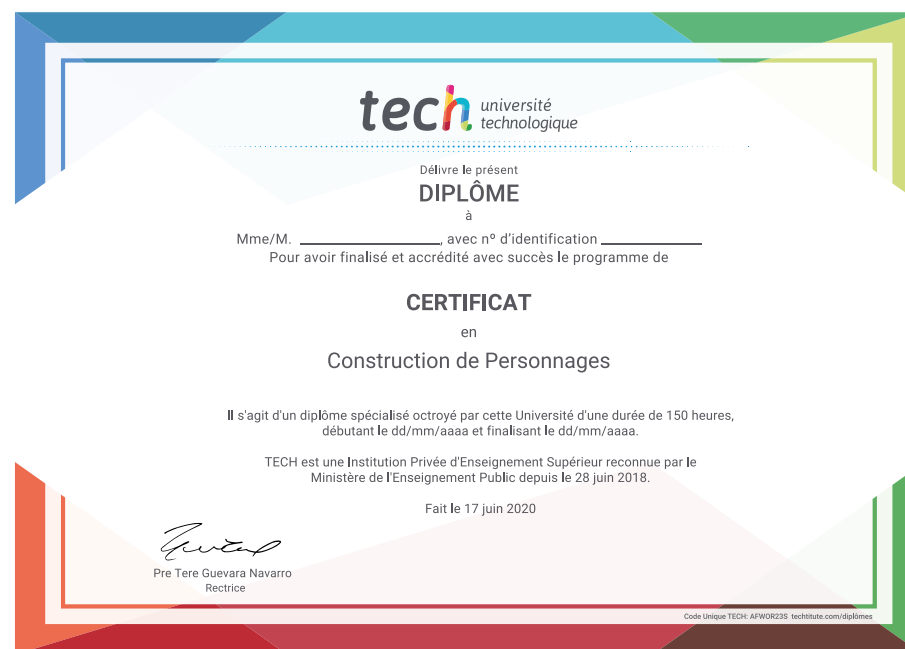 tech université
technologique
Délivre le présent
DIPLÔME
à
Mme/M. ____________________, avec nº d'identification ______________
Pour avoir finalisé et accrédité avec succès le programme de
CERTIFICAT
en
Construction de Personnages
Il s'agit d'un diplôme spécialisé octroyé par cette Université d'une durée de 150 heures,
débutant le dd/mm/aaaa et finalisant le dd/mm/aaaa.
TECH est une Institution Privée d'Enseignement Supérieur reconnue par le
Ministère de l'Enseignement Public depuis le 28 juin 2018.
Fait le 17 juin 2020
Pre Tere Guevara Navarro
Rectrice
Code Unique TECH: AFWOR23S techtitute.com/diplômes